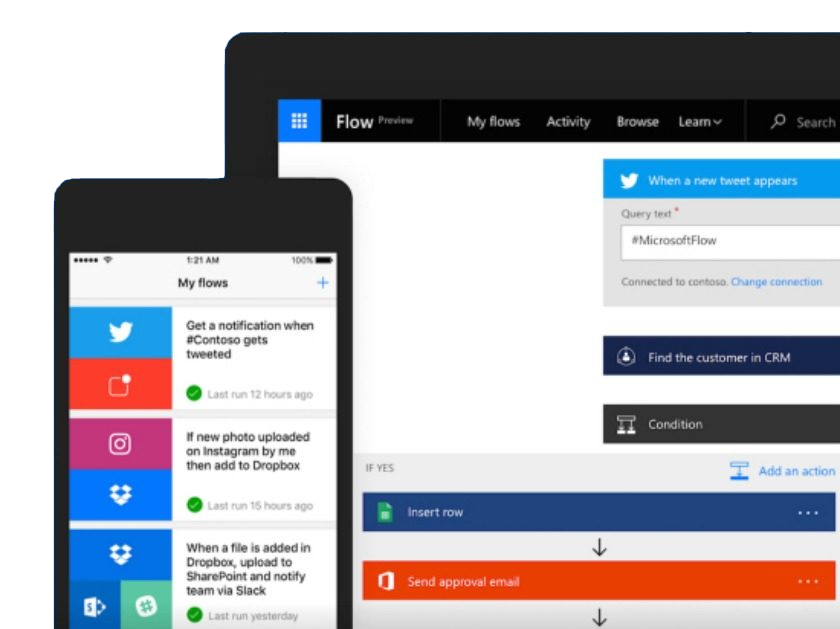 Flow Preview My flows Activity Browse Learn Search
When a new tweet appears
Query text *
#MicrosoftFlow
Connected to contoso. Change connection
Find the customer in CRM
Condition
IF YES
Add an action
Insert row
Send approval email
1:21 AM 100%
My flows +
Get a notification when
#Contoso gets
tweeted
Last run 12 hours ago
If new photo uploaded
on Instagram by me
then add to Dropbox
Last run 15 hours ago
When a file is added in
Dropbox, upload to
SharePoint and notify
team via Slack
Last run yesterday